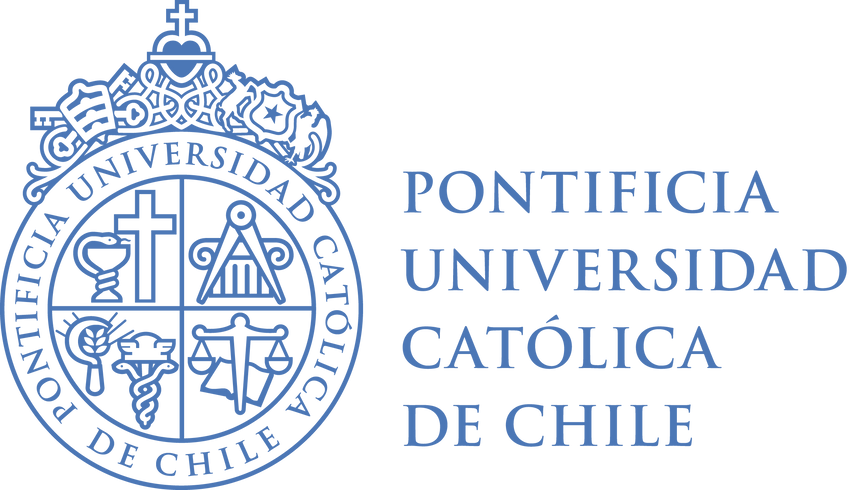 PONTIFICIA UNIVERSIDAD CATÓLICA
DE CHILE
PONTIFICIA
UNIVERSIDAD
CATÓLICA
DE CHILE